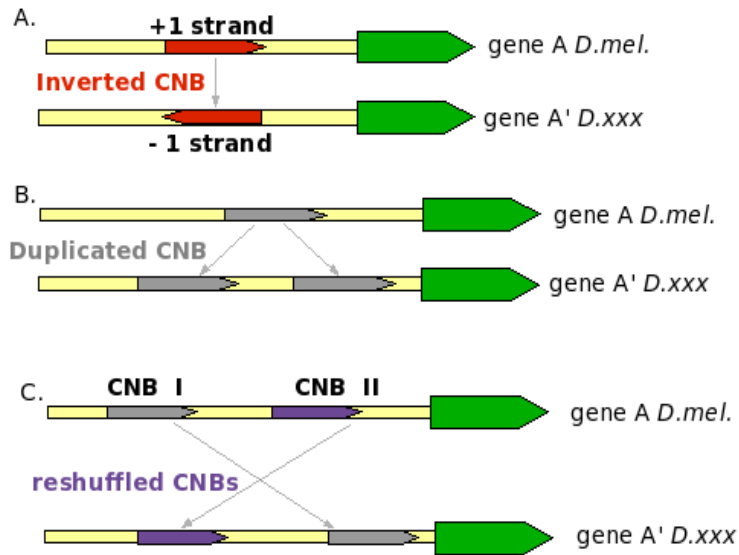 A.
+1 strand
gene A D.mel.
Inverted CNB
gene A' D.xxx
- 1 strand
B.
gene A D.mel.
Duplicated CNB
gene A' D.xxx
C.
CNB I CNB II
gene A D.mel.
reshuffled CNBs
gene A' D.xxx